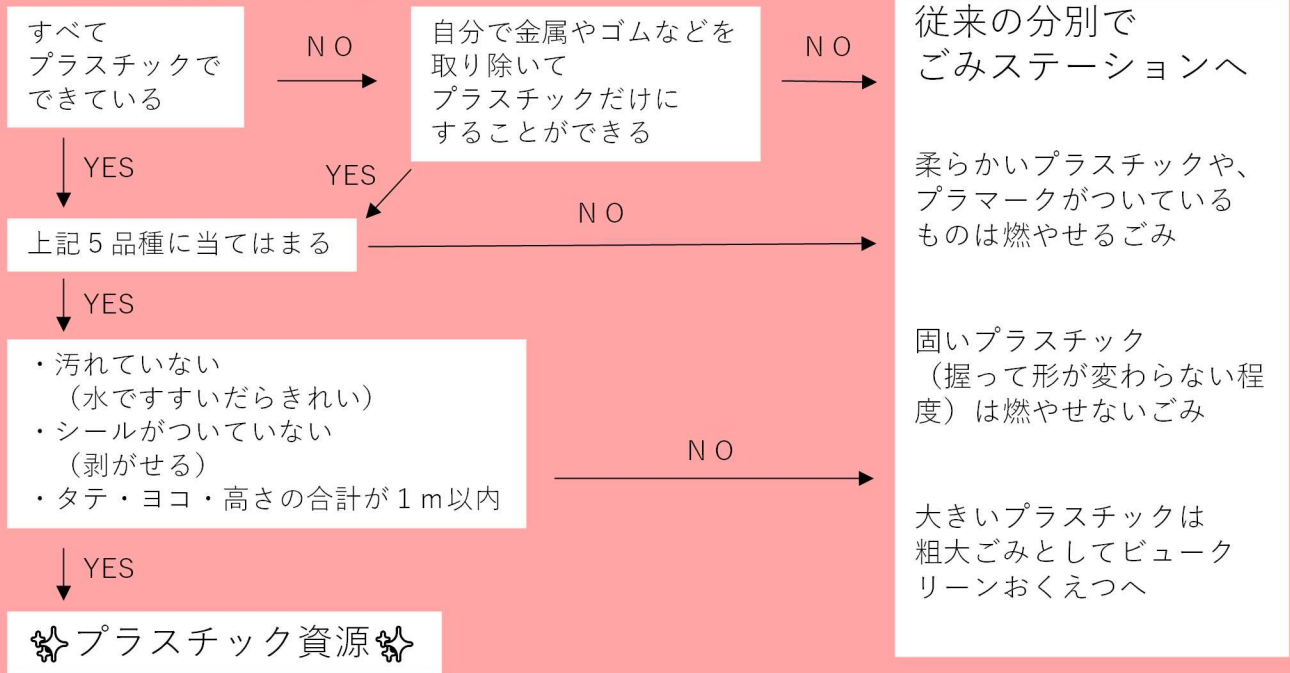 すべて
プラスチックで
できている
NO
自分で金属やゴムなどを
取り除いて
プラスチックだけに
することができる
NO
従来の分別で
ごみステーションへ
YES
YES
上記5品種に当てはまる
NO
柔らかいプラスチックや、
プラマークがついている
ものは燃やせるごみ
YES
・汚れていない
（水ですすいだらきれい）
・シールがついていない
（剥がせる）
・タテ・ヨコ・高さの合計が1m以内
NO
固いプラスチック
（握って形が変わらない程
度）は燃やせないごみ
大きいプラスチックは
粗大ごみとしてビューク
リーンおくえつへ
YES
プラスチック資源